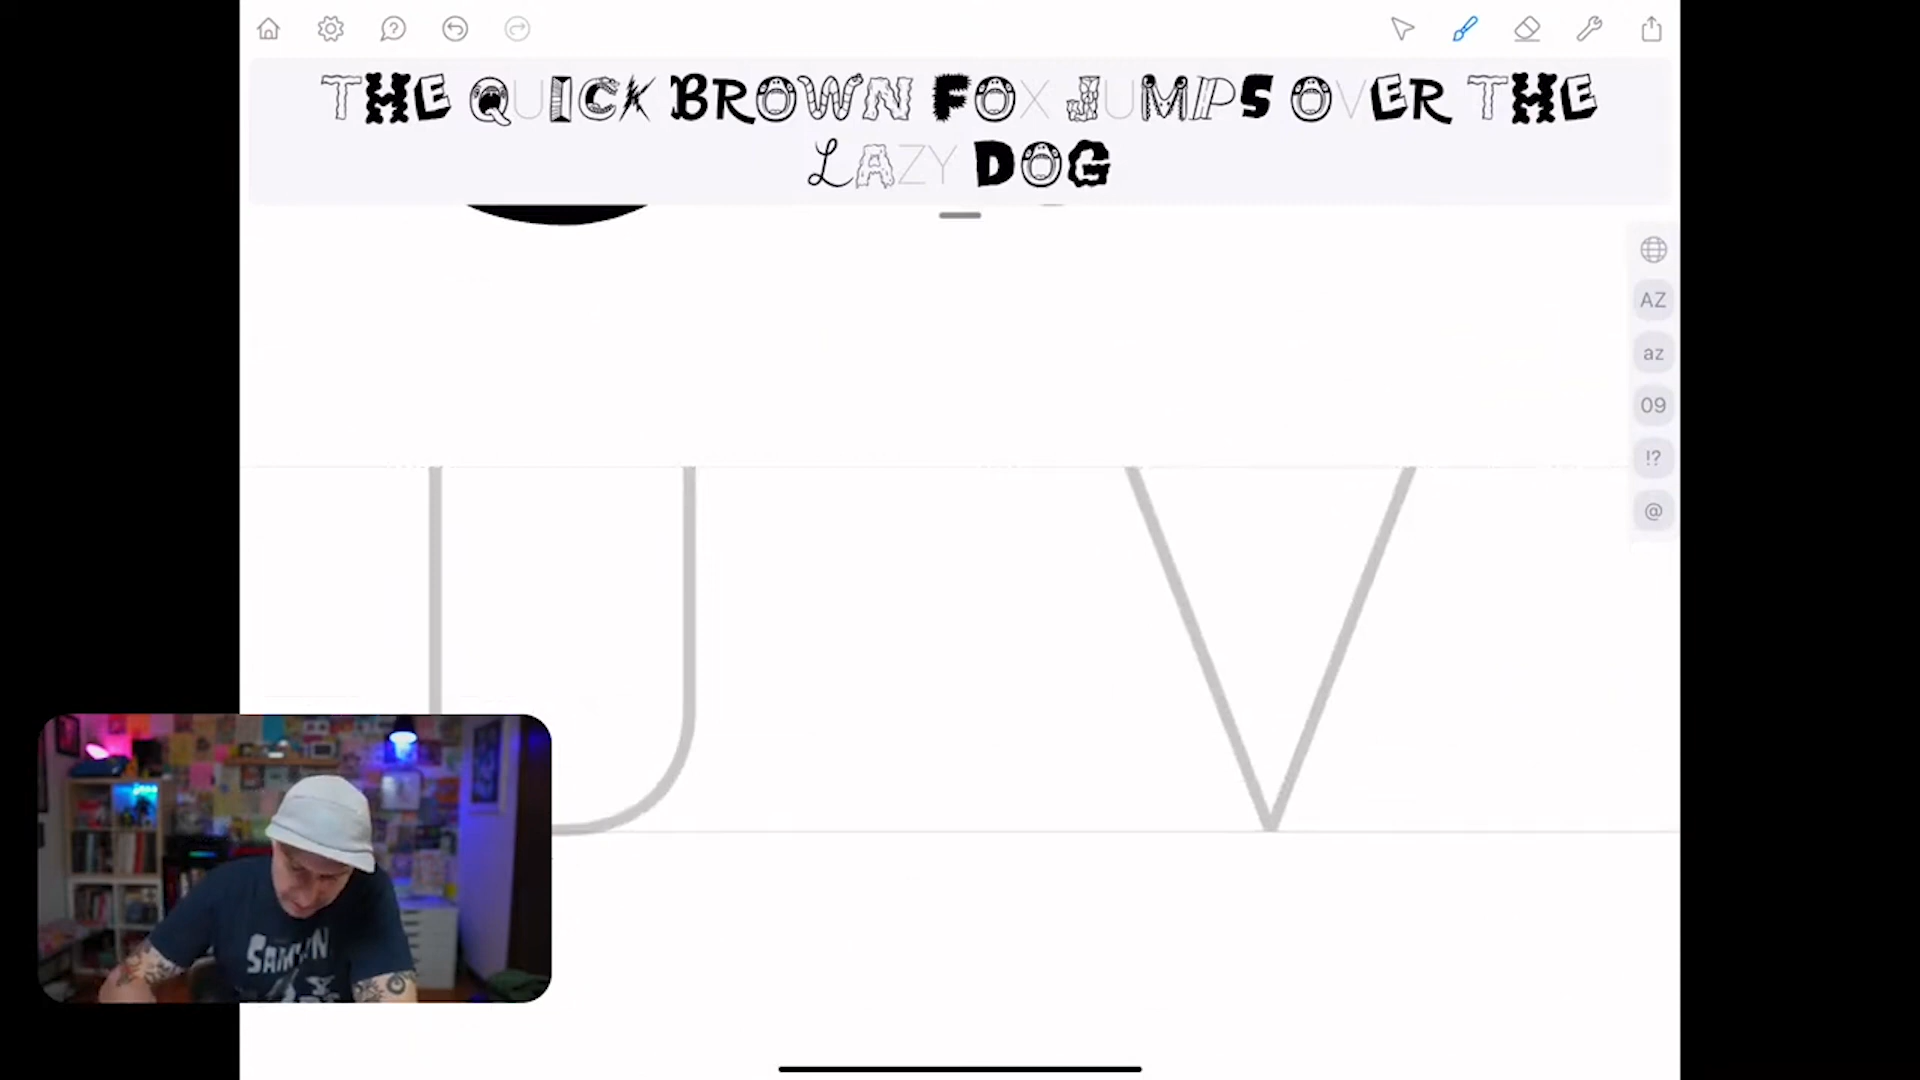 THE QUICK BROWN FOX JUMPS OVER THE
LAZY DOG
AZ
az
09
!?
@
U V